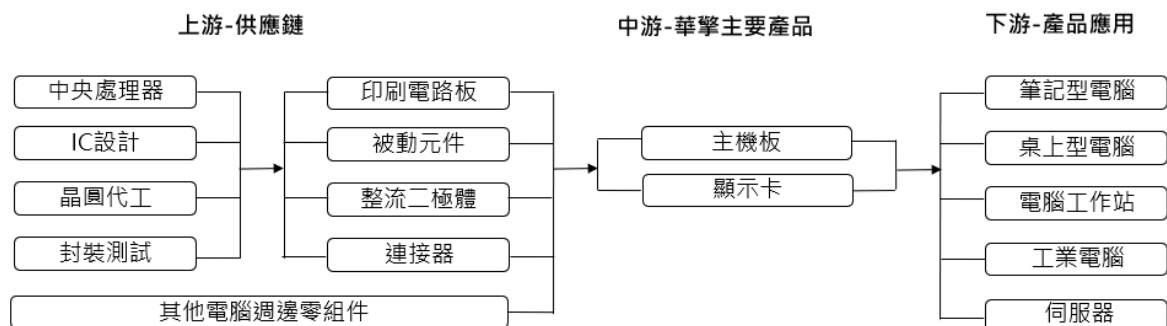 上游-供應鏈
中游-華擎主要產品
下游-產品應用
中央處理器
IC設計
晶圓代工
封裝測試
印刷電路板
被動元件
整流二極體
連接器
其他電腦週邊零組件
主機板
顯示卡
筆記型電腦
桌上型電腦
電腦工作站
工業電腦
伺服器